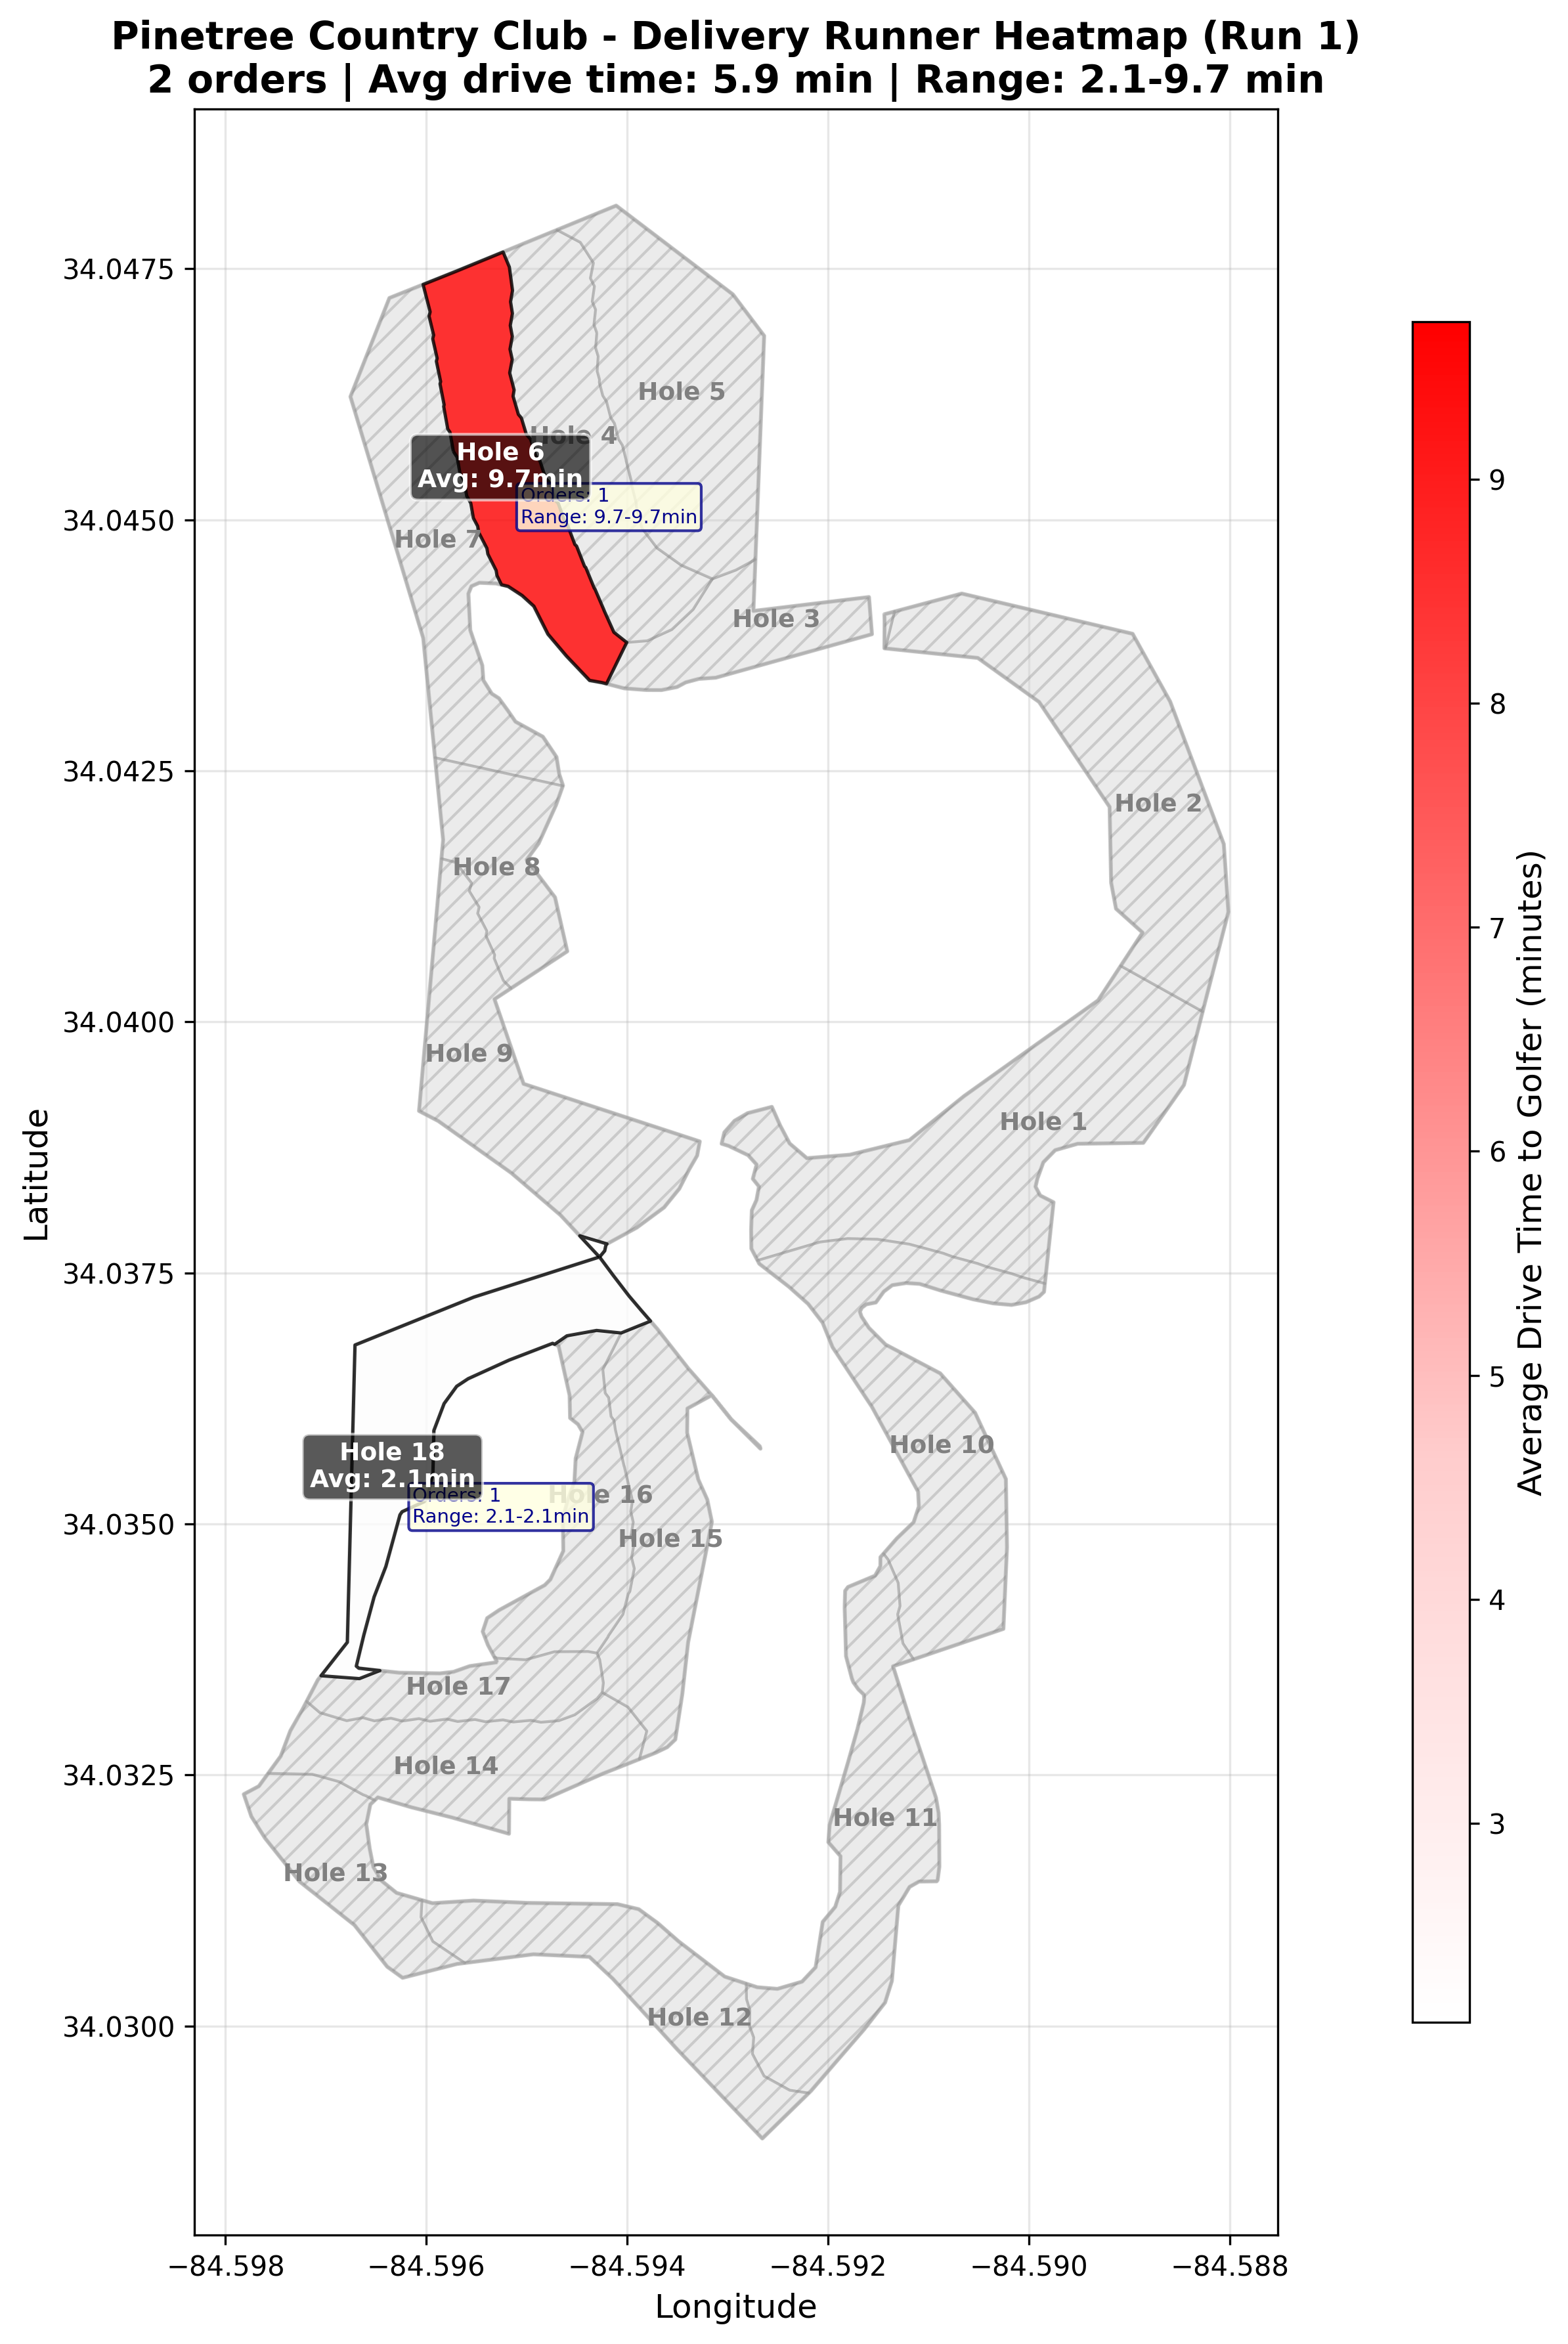 Pinetree Country Club - Delivery Runner Heatmap (Run 1)
2 orders | Avg drive time: 5.9 min | Range: 2.1-9.7 min
34.0475
34.0450
34.0425
34.0400
34.0375
34.0350
34.0325
34.0300
Latitude
Hole 5
Hole 4
Hole 6
Avg: 9.7min
Orders: 1
Range: 9.7-9.7min
Hole 7
Hole 3
Hole 2
Hole 8
Hole 9
Hole 1
Hole 10
Hole 18
Avg: 2.1min
Orders: 1
Range: 2.1-2.1min
Hole 16
Hole 15
Hole 17
Hole 14
Hole 11
Hole 13
Hole 12
−84.598
−84.596
−84.594
−84.592
−84.590
−84.588
Longitude
9
8
7
6
5
4
3
Average Drive Time to Golfer (minutes)